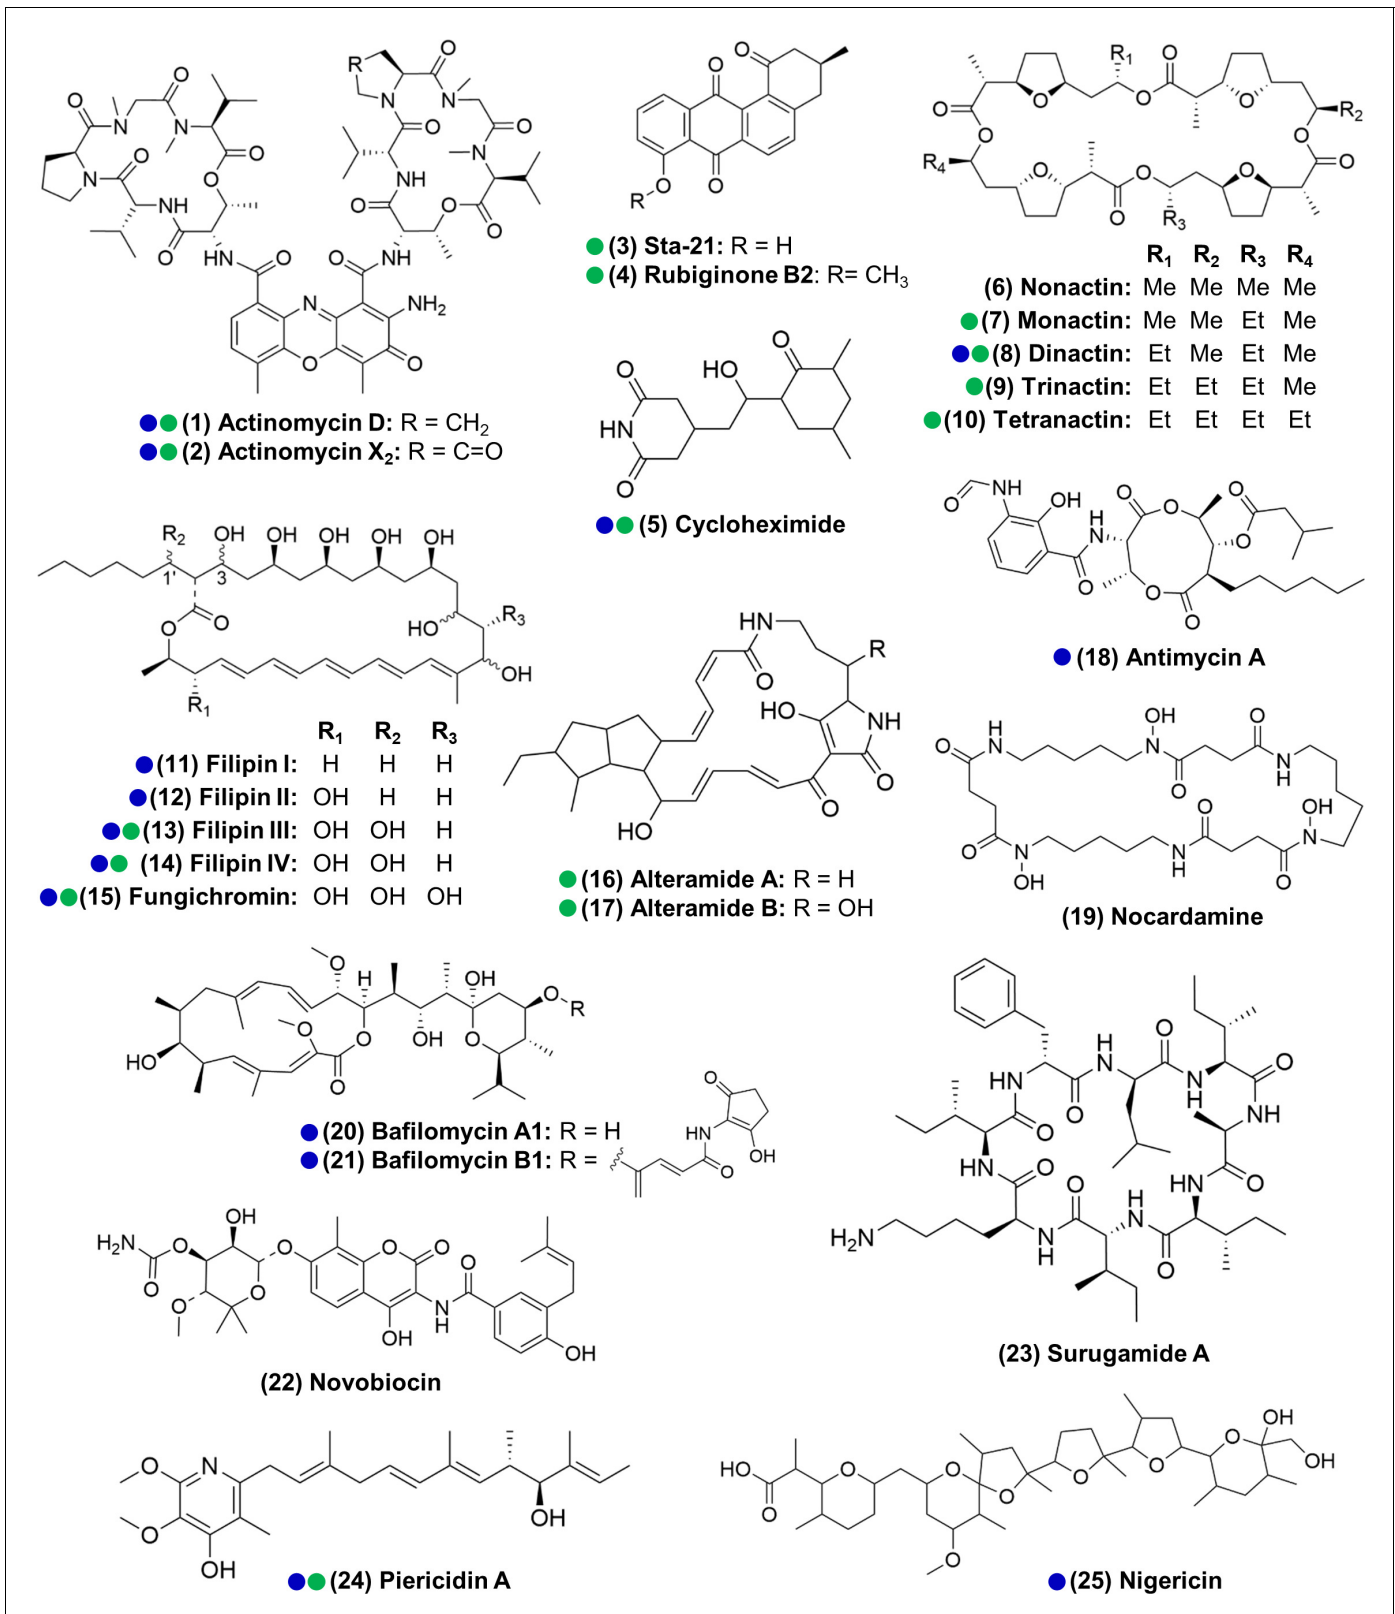 (1) Actinomycin D: R = CH₂
(2) Actinomycin X₂: R = C=O
(3) Sta-21: R = H
(4) Rubiginone B2: R= CH₃
(5) Cycloheximide
R₁ R₂ R₃ R₄
(6) Nonactin: Me Me Me Me
(7) Monactin: Me Me Et Me
(8) Dinactin: Et Me Et Me
(9) Trinactin: Et Et Et Me
(10) Tetranactin: Et Et Et Et
R₁ R₂ R₃
(11) Filipin I: H H H
(12) Filipin II: OH H H
(13) Filipin III: OH OH H
(14) Filipin IV: OH OH H
(15) Fungichromin: OH OH OH
(16) Alteramide A: R = H
(17) Alteramide B: R = OH
(18) Antimycin A
(19) Nocardamine
(20) Bafilomycin A1: R = H
(21) Bafilomycin B1: R =
(22) Novobiocin
(23) Surugamide A
(24) Piericidin A
(25) Nigericin